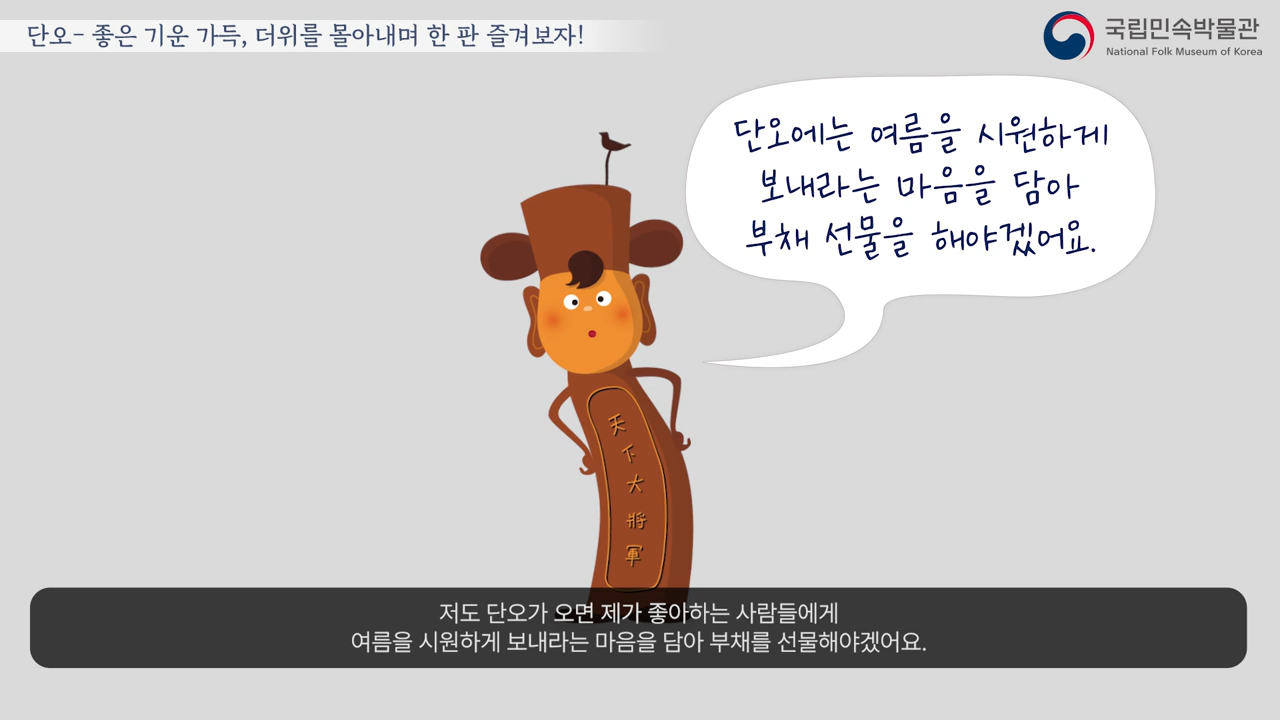 단오- 좋은 기운 가득, 더위를 몰아내며 한 판 즐겨보자!
국립민속박물관
National Folk Museum of Korea
단오에는 여름을 시원하게
보내라는 마음을 담아
부채 선물을 해야겠어요.
天
下
大
將
軍
저도 단오가 오면 제가 좋아하는 사람들에게
여름을 시원하게 보내라는 마음을 담아 부채를 선물해야겠어요.